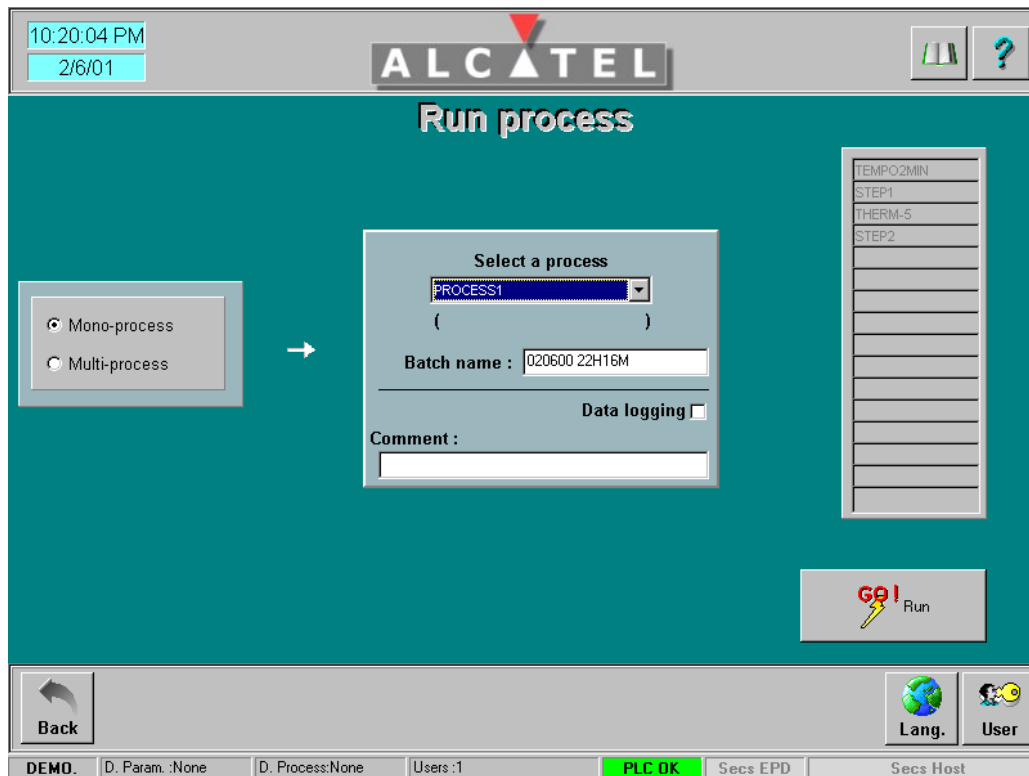 10:20:04 PM
2/6/01
ALCATEL
?
Run process
TEMPO2MIN
STEP1
THERM-5
STEP2
Select a process
PROCESS1
( )
Mono-process
Multi-process
Batch name : 020600 22H16M
Data logging
Comment :
GO! Run
Back
Lang.
User
DEMO. D. Param. :None D. Process:None Users :1 PLC OK Secs EPD Secs Host